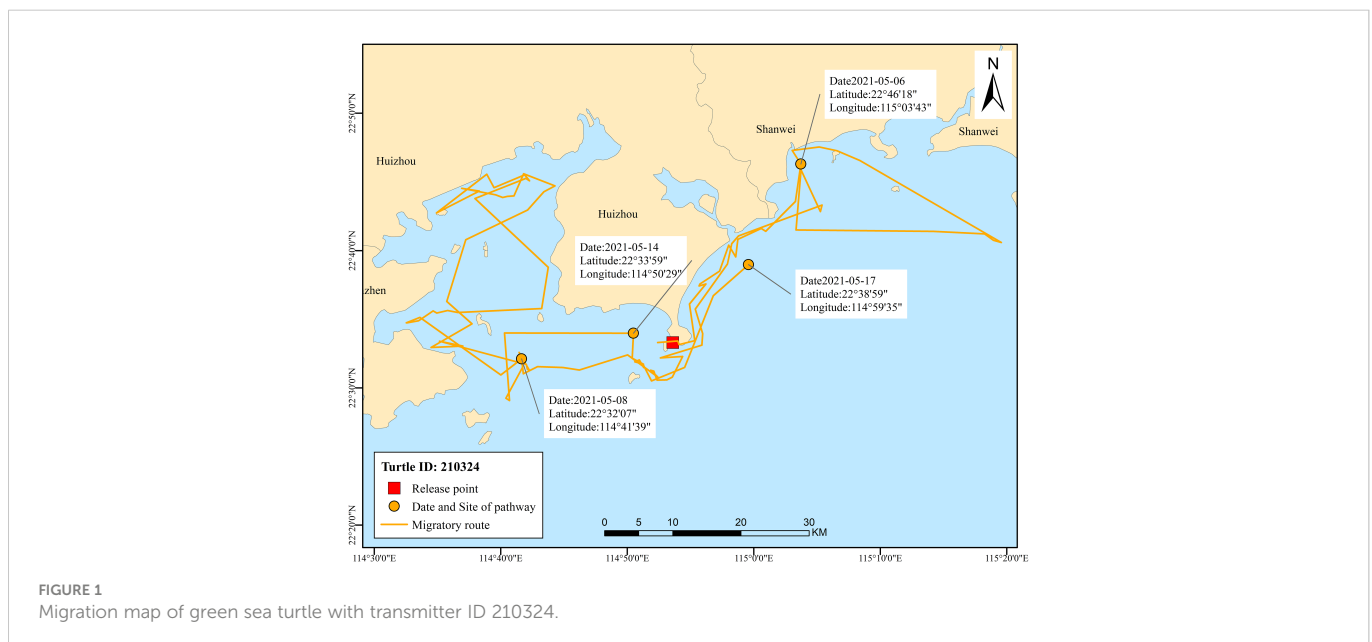 N
Date2021-05-06
Latitude:22°46'18"
Longitude:115°03'43"
22°50'0"N
Shanwei
Shanwei
Huizhou
Huizhou
Date:2021-05-14
Latitude:22°33'59"
Longitude:114°50'29"
22°40'0"N
Date2021-05-17
Latitude:22°38'59"
Longitude:114°59'35"
zhen
22°30'0"N
Date:2021-05-08
Latitude:22°32'07"
Longitude:114°41'39"
Turtle ID: 210324
Release point
Date and Site of pathway
Migratory route
0 5 10 20 30
KM
22°20'0"N
114°30'0"E 114°40'0"E 114°50'0"E 115°0'0"E 115°10'0"E 115°20'0"E
FIGURE 1
Migration map of green sea turtle with transmitter ID 210324.